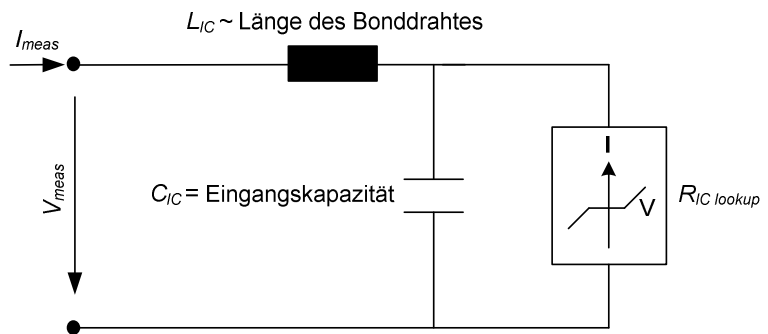 L_IC ~ Länge des Bonddrahtes
I_meas
V_meas
C_IC = Eingangskapazität
I
V
R_IC lookup